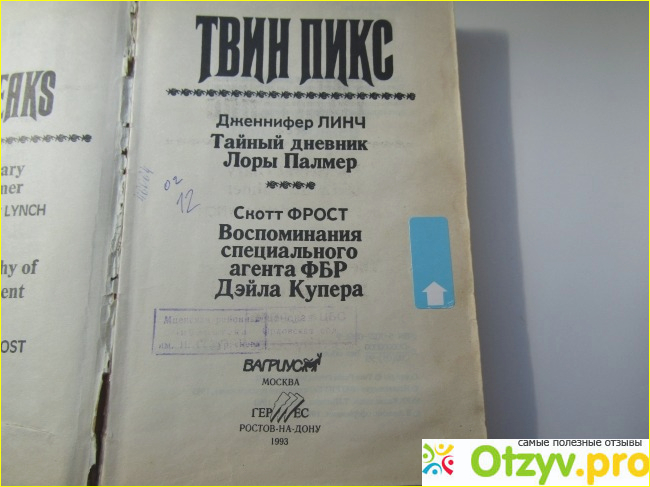 EAKS
ary
mer
LYNCH
hy of
ent
OST
ТВИН ПИКС
Дженнифер ЛИНЧ
Тайный дневник
Лоры Палмер
02
12
Скотт ФРОСТ
Воспоминания
специального
агента ФБР
Дэйла Купера
ВАГРИУС
МОСКВА
ГЕРМЕС
РОСТОВ-НА-ДОНУ
1993
самые полезные отзывы
Otzyv.pro